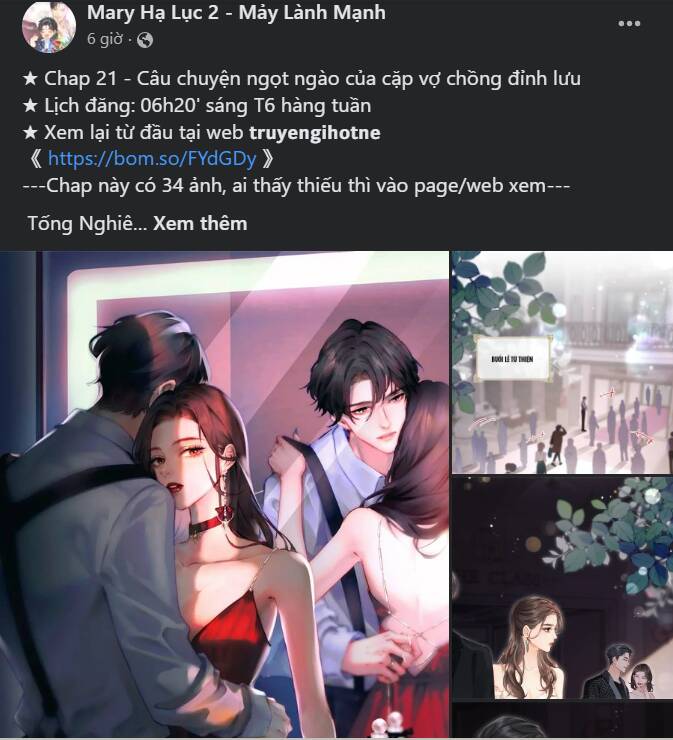 Mary Hạ Lục 2 - Mảy Lành Mạnh
6 giờ ·
★ Chap 21 - Câu chuyện ngọt ngào của cặp vợ chồng đỉnh lưu
★ Lịch đăng: 06h20' sáng T6 hàng tuần
★ Xem lại từ đầu tại web truyengihotne
《 https://bom.so/FYdGDy 》
---Chap này có 34 ảnh, ai thấy thiếu thì vào page/web xem---
Tống Nghiê... Xem thêm
BUỔI LỄ TỪ THIỆN